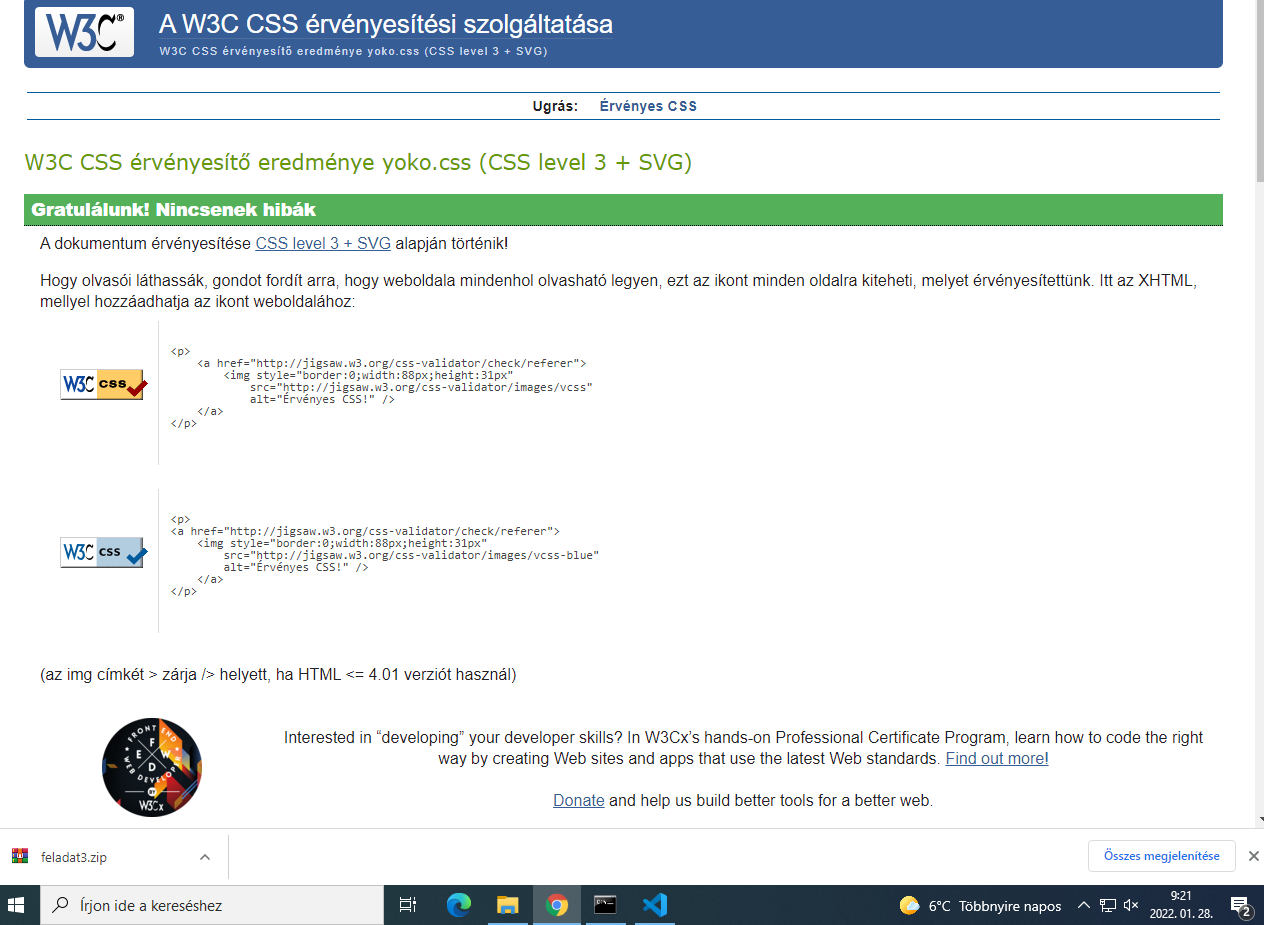 W3C®
A W3C CSS érvényesítési szolgáltatása
W3C CSS érvényesítő eredménye yoko.css (CSS level 3 + SVG)
Ugrás: Érvényes CSS
W3C CSS érvényesítő eredménye yoko.css (CSS level 3 + SVG)
Gratulálunk! Nincsenek hibák
A dokumentum érvényesítése CSS level 3 + SVG alapján történik!
Hogy olvasói láthassák, gondot fordít arra, hogy weboldala mindenhol olvasható legyen, ezt az ikont minden oldalra kiteheti, melyet érvényesítettünk. Itt az XHTML,
mellyel hozzáadhatja az ikont weboldalához:
W3C css
<p>
<a href="http://jigsaw.w3.org/css-validator/check/referer">
<img style="border:0;width:88px;height:31px"
src="http://jigsaw.w3.org/css-validator/images/vcss"
alt="Érvényes CSS!" />
</a>
</p>
W3C css
<p>
<a href="http://jigsaw.w3.org/css-validator/check/referer">
<img style="border:0;width:88px;height:31px"
src="http://jigsaw.w3.org/css-validator/images/vcss-blue"
alt="Érvényes CSS!" />
</a>
</p>
(az img címkét > zárja /> helyett, ha HTML <= 4.01 verziót használ)
FRONT END
F E W D
WEB DEVELOPER
BY
W3Cx
Interested in “developing” your developer skills? In W3Cx’s hands-on Professional Certificate Program, learn how to code the right
way by creating Web sites and apps that use the latest Web standards. Find out more!
Donate and help us build better tools for a better web.
feladat3.zip
Összes megjelenítése
Írjon ide a kereséshez
6°C Többnyire napos
9:21
2022. 01. 28.
2